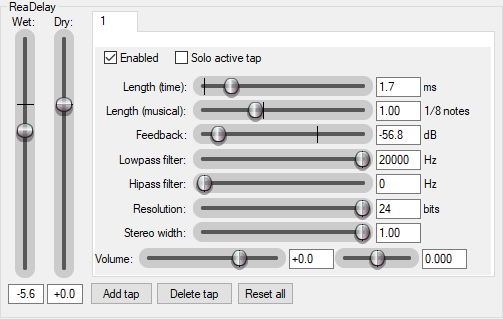 ReaDelay
Wet: Dry:
1
Enabled Solo active tap
Length (time): 1.7 ms
Length (musical): 1.00 1/8 notes
Feedback: -56.8 dB
Lowpass filter: 20000 Hz
Hipass filter: 0 Hz
Resolution: 24 bits
Stereo width: 1.00
Volume: +0.0 0.000
-5.6 +0.0 Add tap Delete tap Reset all